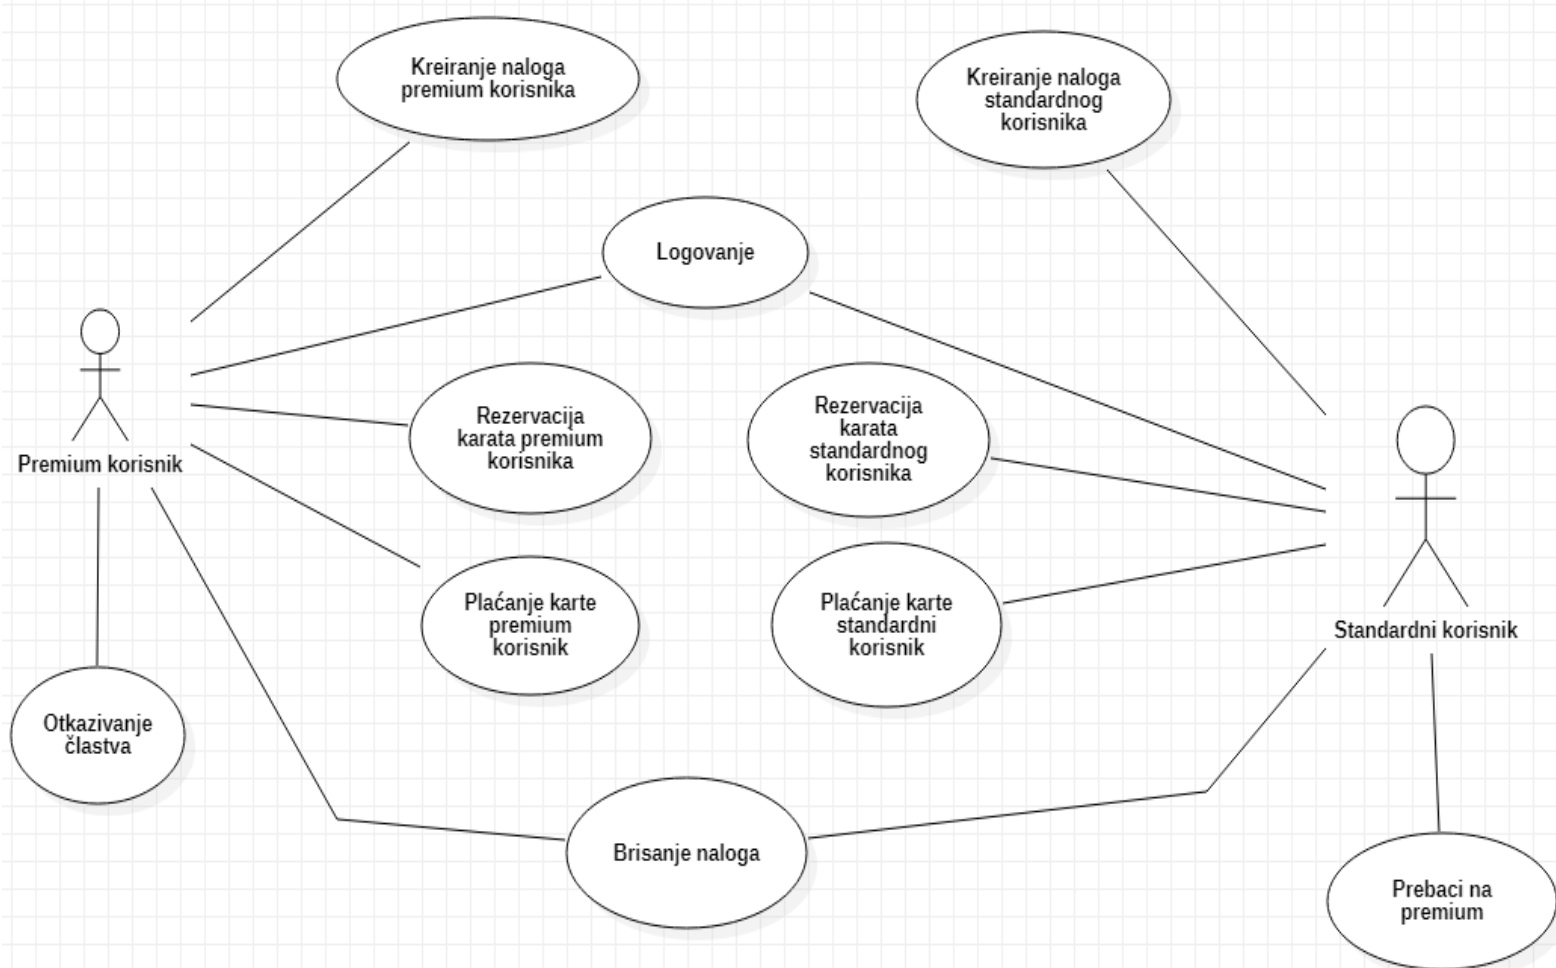 Kreiranje naloga
premium korisnika
Kreiranje naloga
standardnog
korisnika
Logovanje
Rezervacija
karata premium
korisnika
Rezervacija
karata
standardnog
korisnika
Premium korisnik
Plaćanje karte
premium
korisnik
Plaćanje karte
standardni
korisnik
Standardni korisnik
Otkazivanje
člastva
Brisanje naloga
Prebaci na
premium